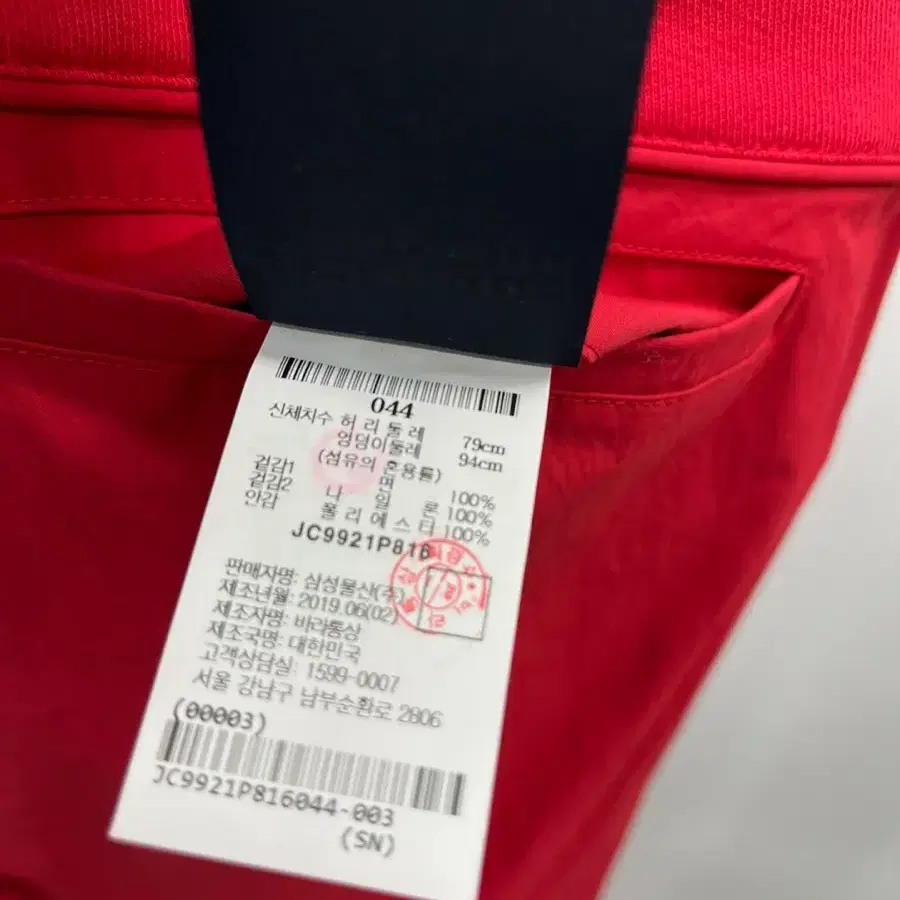 044
신체치수 허 리 둘 레 79cm
엉덩이둘레 94cm
(섬유의 혼용률)
겉감1 면 100%
겉감2 나 일 론 100%
안감 폴 리 에 스 터 100%
JC9921P816
판매자명: 삼성물산(주)
제조년월: 2019.06(02)
제조자명: 바라통상
제조국명: 대한민국
고객상담실: 1599-0007
서울 강남구 남부순환로 2806
(00003)
JC9921P816044-003
(SN)